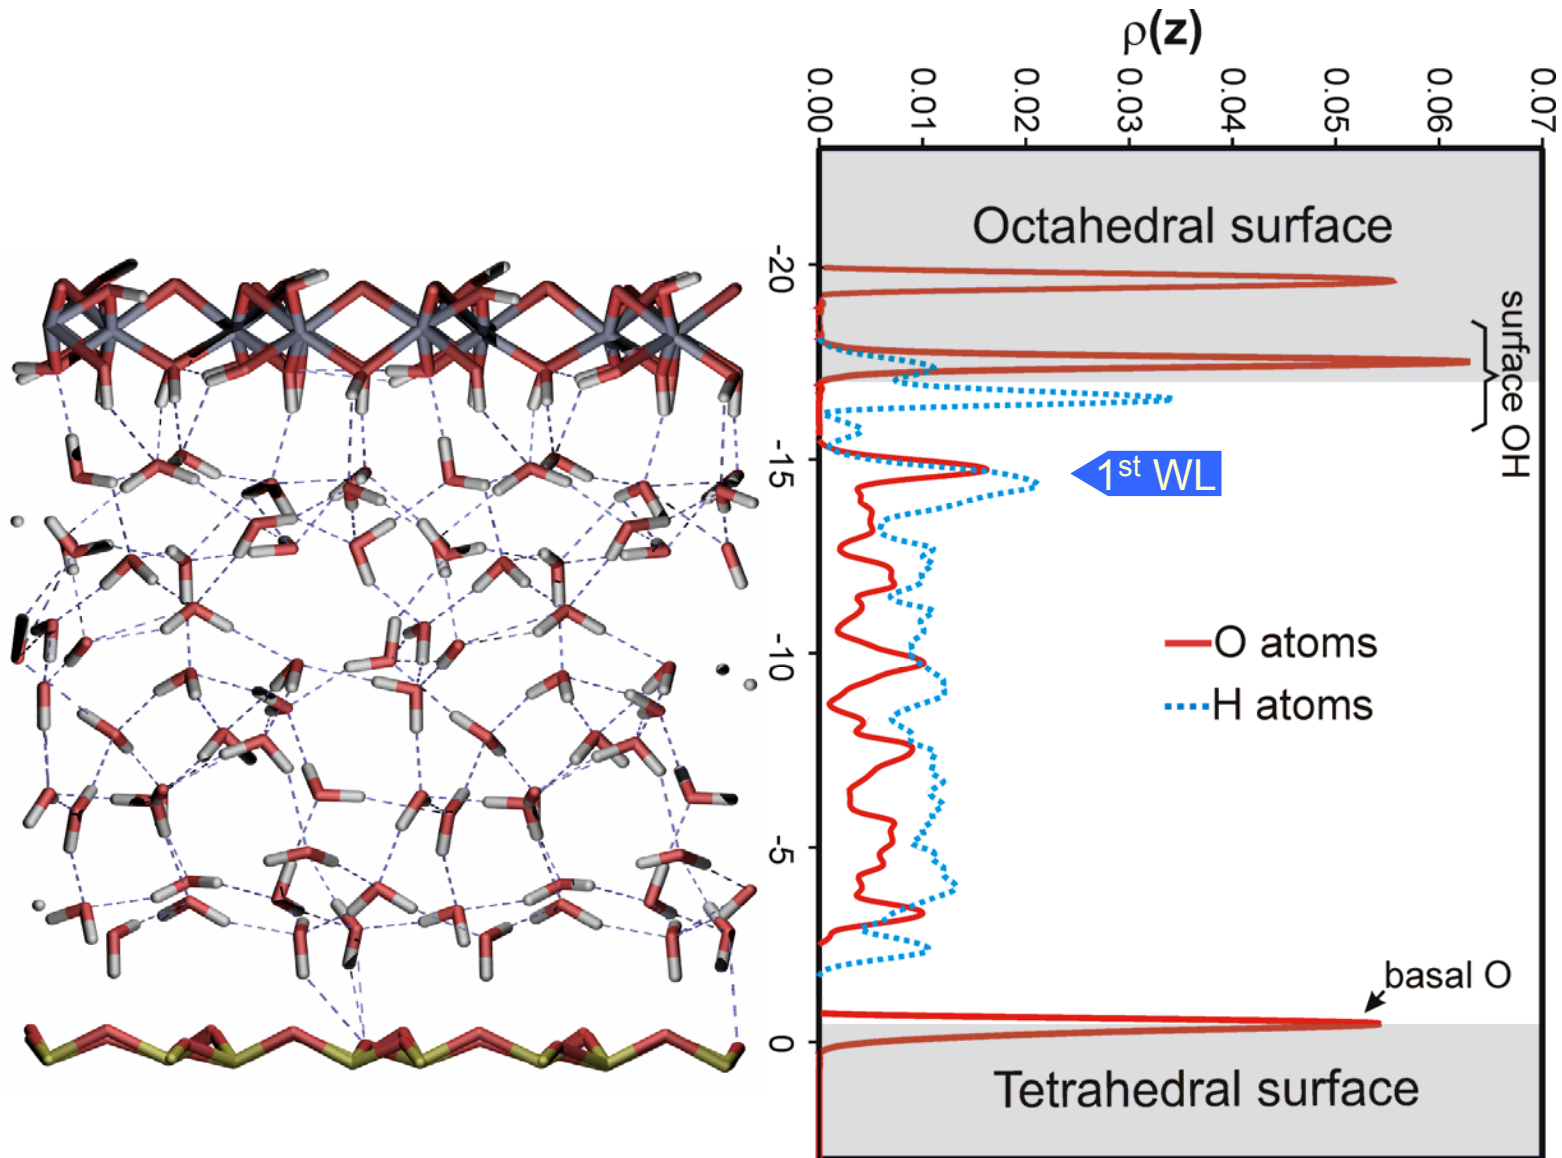 ρ(z)
0.00
0.01
0.02
0.03
0.04
0.05
0.06
0.07
Octahedral surface
-20
surface OH
-15
1st WL
-10
O atoms
H atoms
-5
basal O
0
Tetrahedral surface